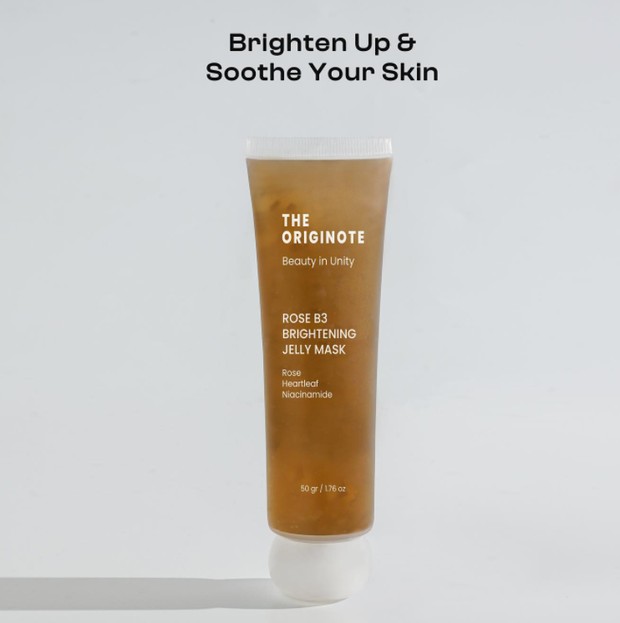 Brighten Up &
Soothe Your Skin
THE
ORIGINOTE
Beauty in Unity
ROSE B3
BRIGHTENING
JELLY MASK
Rose
Heartleaf
Niacinamide
50 gr / 1.76 oz